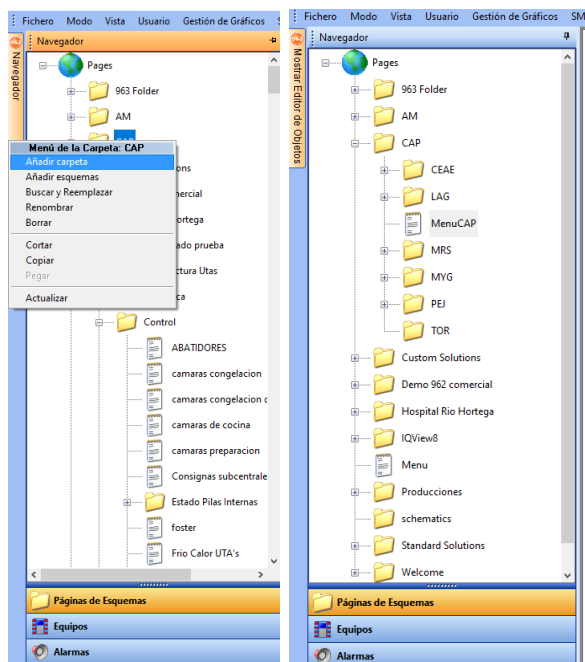 Fichero Modo Vista Usuario Gestión de Gráficos
Navegador
Navegador
Pages
963 Folder
AM
CAP
Menú de la Carpeta: CAP
Añadir carpeta
Añadir esquemas
Buscar y Reemplazar
Renombrar
Borrar
Cortar
Copiar
Pegar
Actualizar
ons
ercial
ortega
ado prueba
ctura Utas
ca
Control
ABATIDORES
camaras congelacion
camaras congelacion c
camaras de cocina
camaras preparacion
Consignas subcentrale
Estado Pilas Internas
foster
Frio Calor UTA's
Páginas de Esquemas
Equipos
Alarmas
Fichero Modo Vista Usuario Gestión de Gráficos SM
Mostrar Editor de Objetos
Navegador
Pages
963 Folder
AM
CAP
CEAE
LAG
MenuCAP
MRS
MYG
PEJ
TOR
Custom Solutions
Demo 962 comercial
Hospital Rio Hortega
IQView8
Menu
Producciones
schematics
Standard Solutions
Welcome
Páginas de Esquemas
Equipos
Alarmas